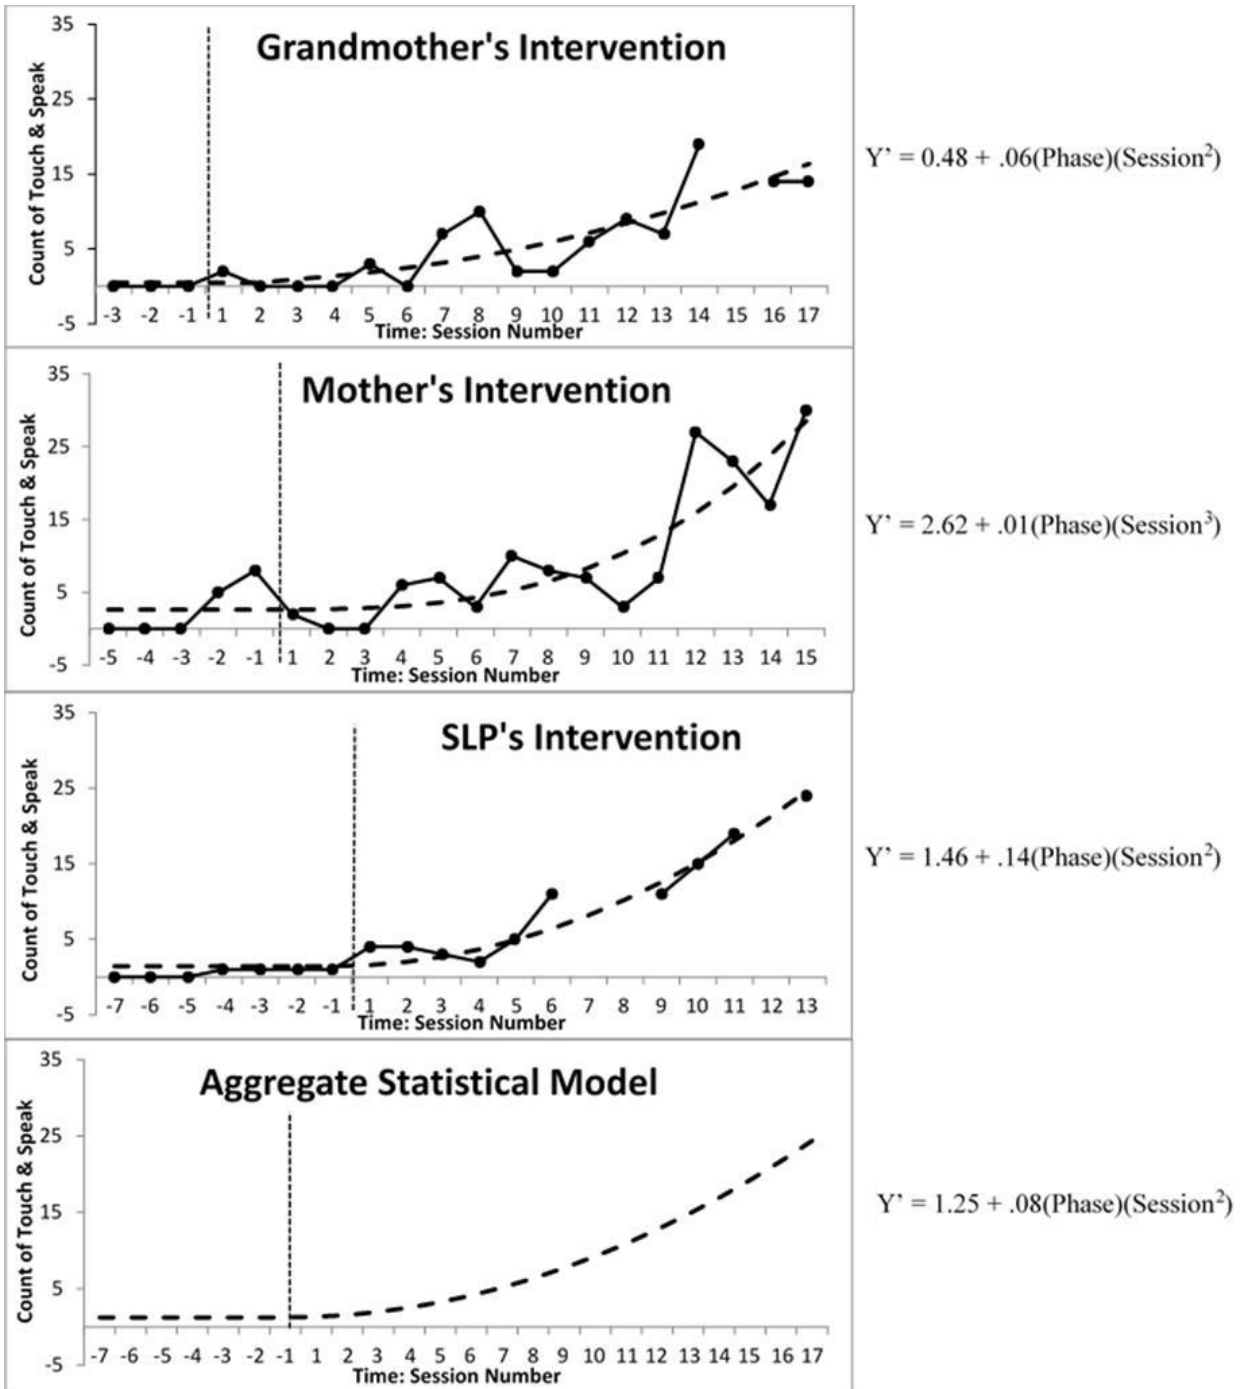 Grandmother's Intervention
Count of Touch & Speak
35
25
15
5
-5
-3 -2 -1 1 2 3 4 5 6 7 8 9 10 11 12 13 14 15 16 17
Time: Session Number
Y’ = 0.48 + .06(Phase)(Session²)
Mother's Intervention
Count of Touch & Speak
35
25
15
5
-5
-5 -4 -3 -2 -1 1 2 3 4 5 6 7 8 9 10 11 12 13 14 15
Time: Session Number
Y’ = 2.62 + .01(Phase)(Session³)
SLP's Intervention
Count of Touch & Speak
35
25
15
5
-5
-7 -6 -5 -4 -3 -2 -1 1 2 3 4 5 6 7 8 9 10 11 12 13
Time: Session Number
Y’ = 1.46 + .14(Phase)(Session²)
Aggregate Statistical Model
Count of Touch & Speak
35
25
15
5
-5
-7 -6 -5 -4 -3 -2 -1 1 2 3 4 5 6 7 8 9 10 11 12 13 14 15 16 17
Time: Session Number
Y’ = 1.25 + .08(Phase)(Session²)